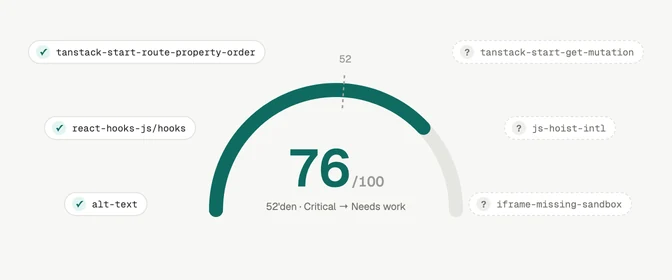 tanstack-start-route-property-order
react-hooks-js/hooks
alt-text
52
76/100
52'den · Critical → Needs work
? tanstack-start-get-mutation
? js-hoist-intl
? iframe-missing-sandbox